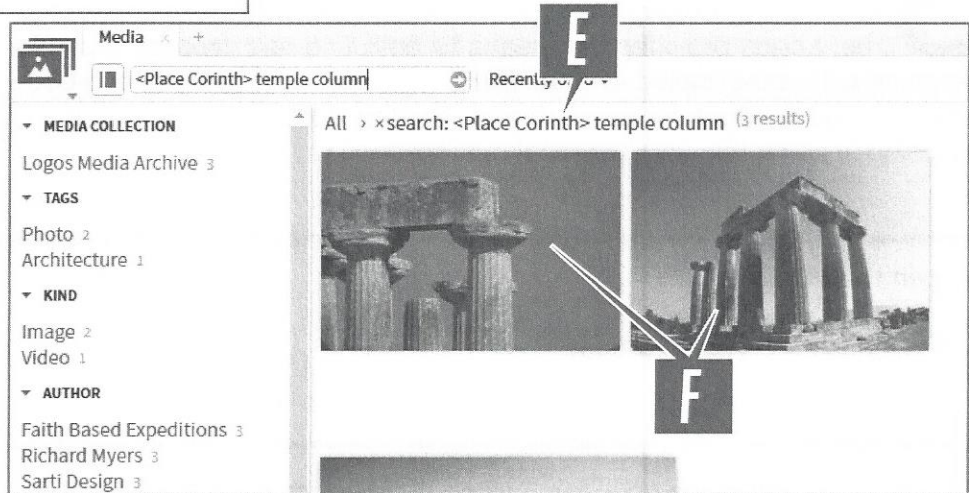 Media × +
<Place Corinth> temple column
Recently
E
MEDIA COLLECTION
Logos Media Archive 3
TAGS
Photo 2
Architecture 1
KIND
Image 2
Video 1
AUTHOR
Faith Based Expeditions 3
Richard Myers 3
Sarti Design 3
All > × search: <Place Corinth> temple column (3 results)
F